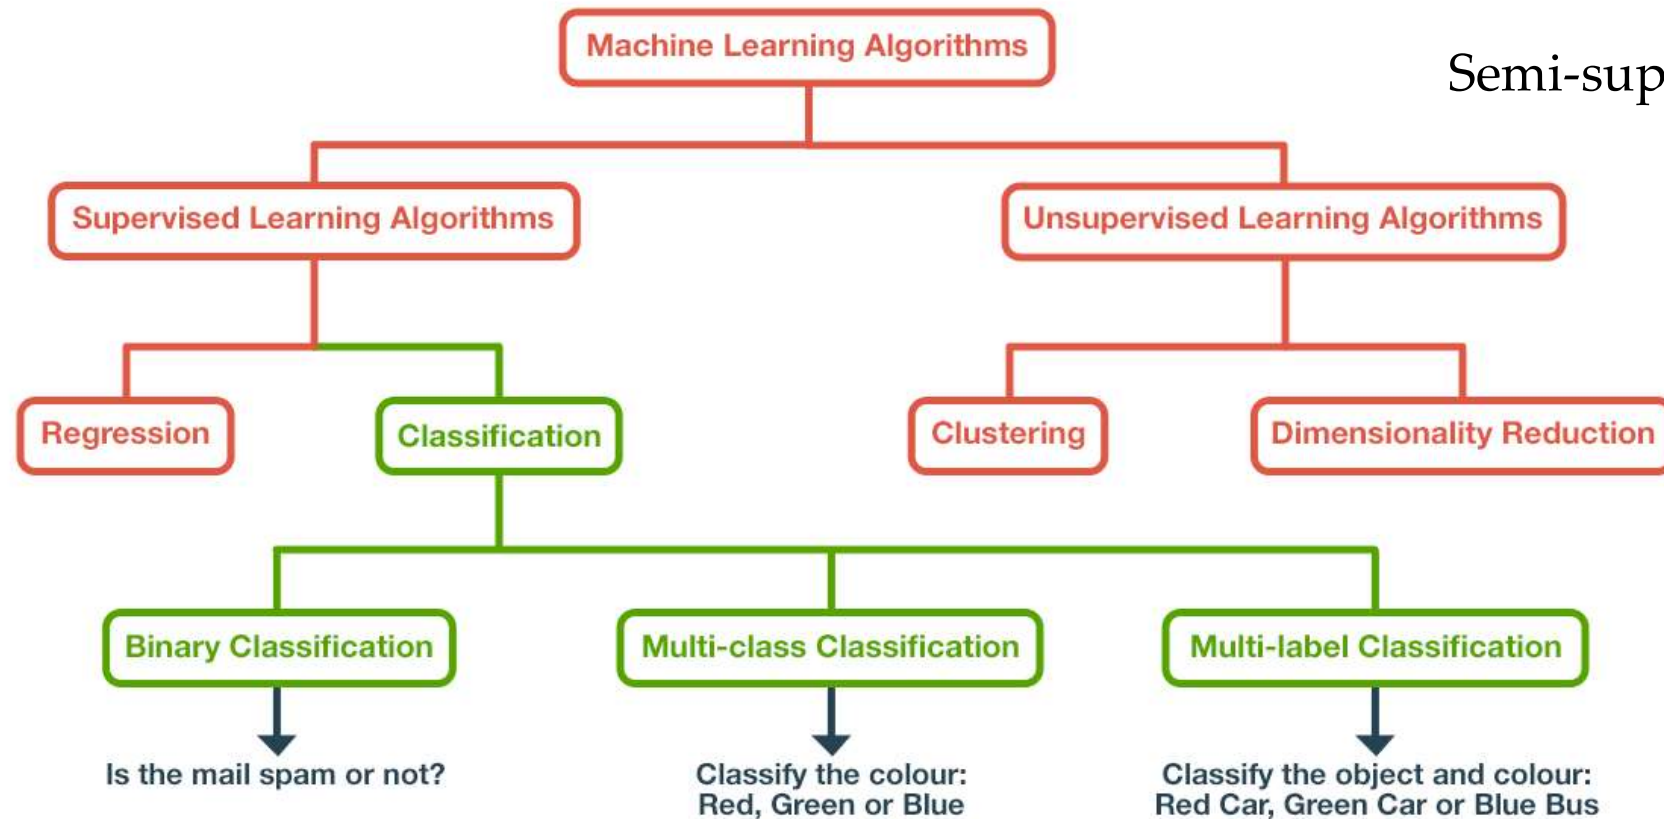 Machine Learning Algorithms
Semi-sup
Supervised Learning Algorithms
Unsupervised Learning Algorithms
Regression
Classification
Clustering
Dimensionality Reduction
Binary Classification
Multi-class Classification
Multi-label Classification
Is the mail spam or not?
Classify the colour:
Red, Green or Blue
Classify the object and colour:
Red Car, Green Car or Blue Bus